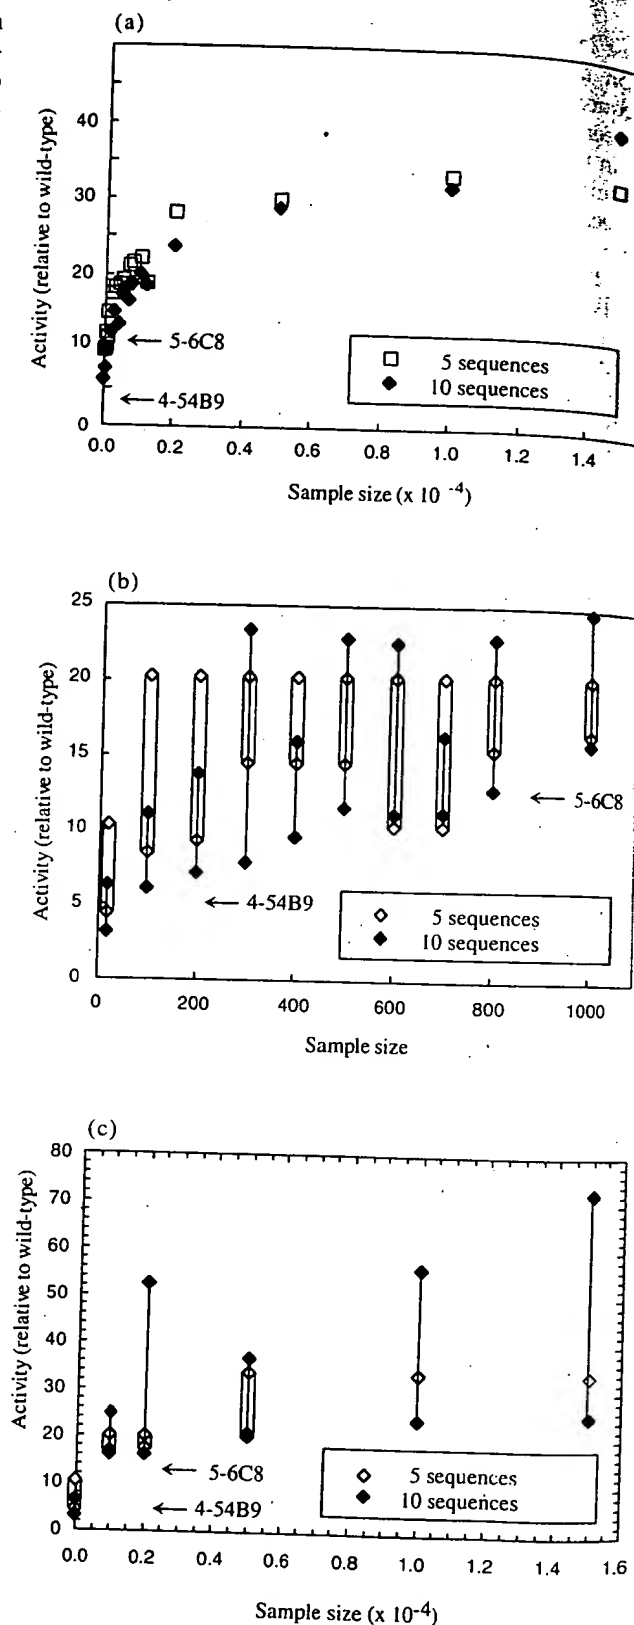 (a)
Activity (relative to wild-type)
40
30
20
10
0
5-6C8
4-54B9
5 sequences
10 sequences
0.0 0.2 0.4 0.6 0.8 1.0 1.2 1.4
Sample size (x 10 -4)
(b)
Activity (relative to wild-type)
25
20
15
10
5
0
5-6C8
4-54B9
5 sequences
10 sequences
0 200 400 600 800 1000
Sample size
(c)
Activity (relative to wild-type)
80
70
60
50
40
30
20
10
0
5-6C8
4-54B9
5 sequences
10 sequences
0.0 0.2 0.4 0.6 0.8 1.0 1.2 1.4 1.6
Sample size (x 10-4)